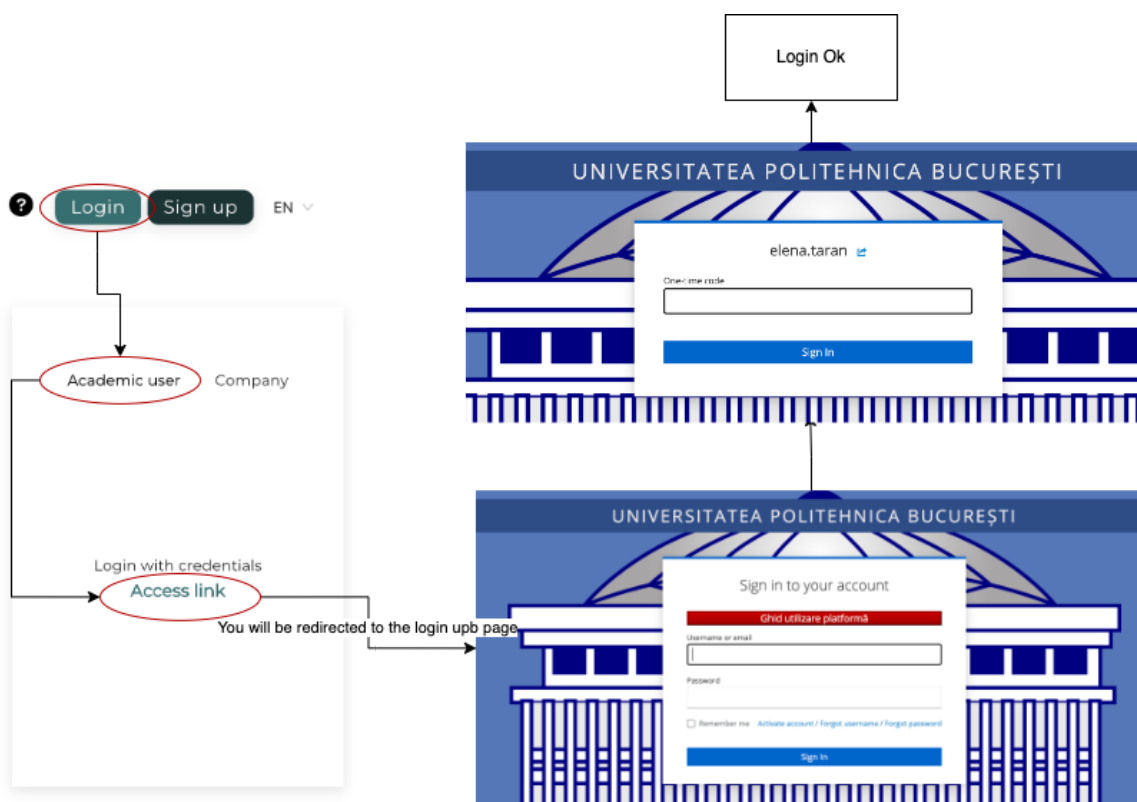 Login Ok
UNIVERSITATEA POLITEHNICA BUCUREȘTI
elena.taran
One-time code
Sign In
?
Login
Sign up
EN
Academic user
Company
Login with credentials
Access link
You will be redirected to the login upb page
UNIVERSITATEA POLITEHNICA BUCUREȘTI
Sign in to your account
Ghid utilizare platformă
Username or email
Password
Remember me
Activate account / Forgot username / Forgot password
Sign In